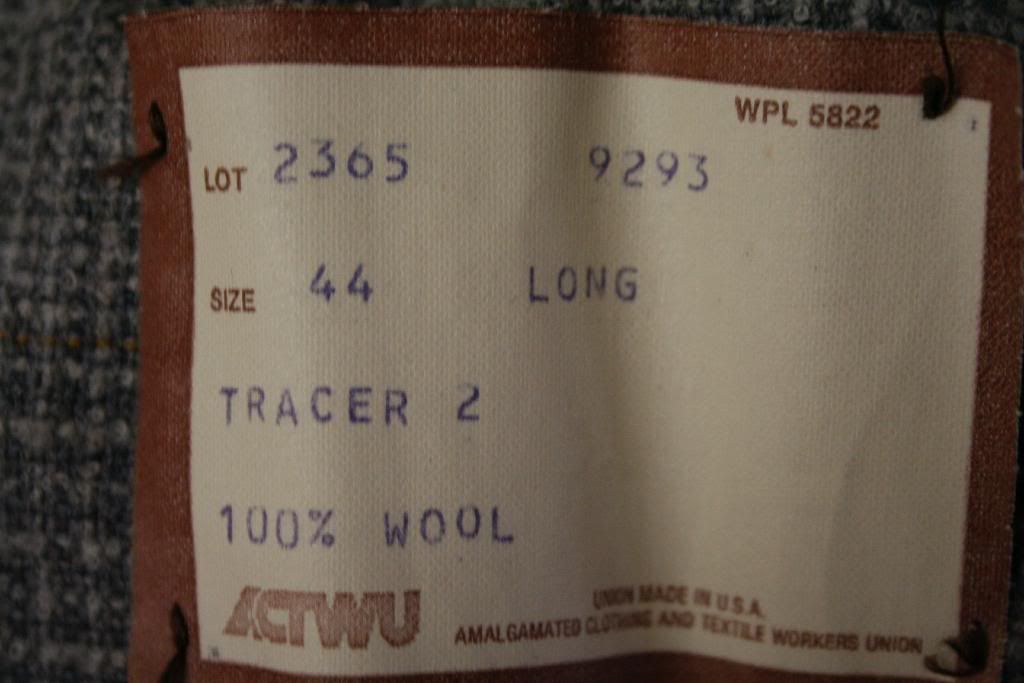 WPL 5822
LOT 2365 9293
SIZE 44 LONG
TRACER 2
100% WOOL
ACTWU
UNION MADE IN U.S.A.
AMALGAMATED CLOTHING AND TEXTILE WORKERS UNION